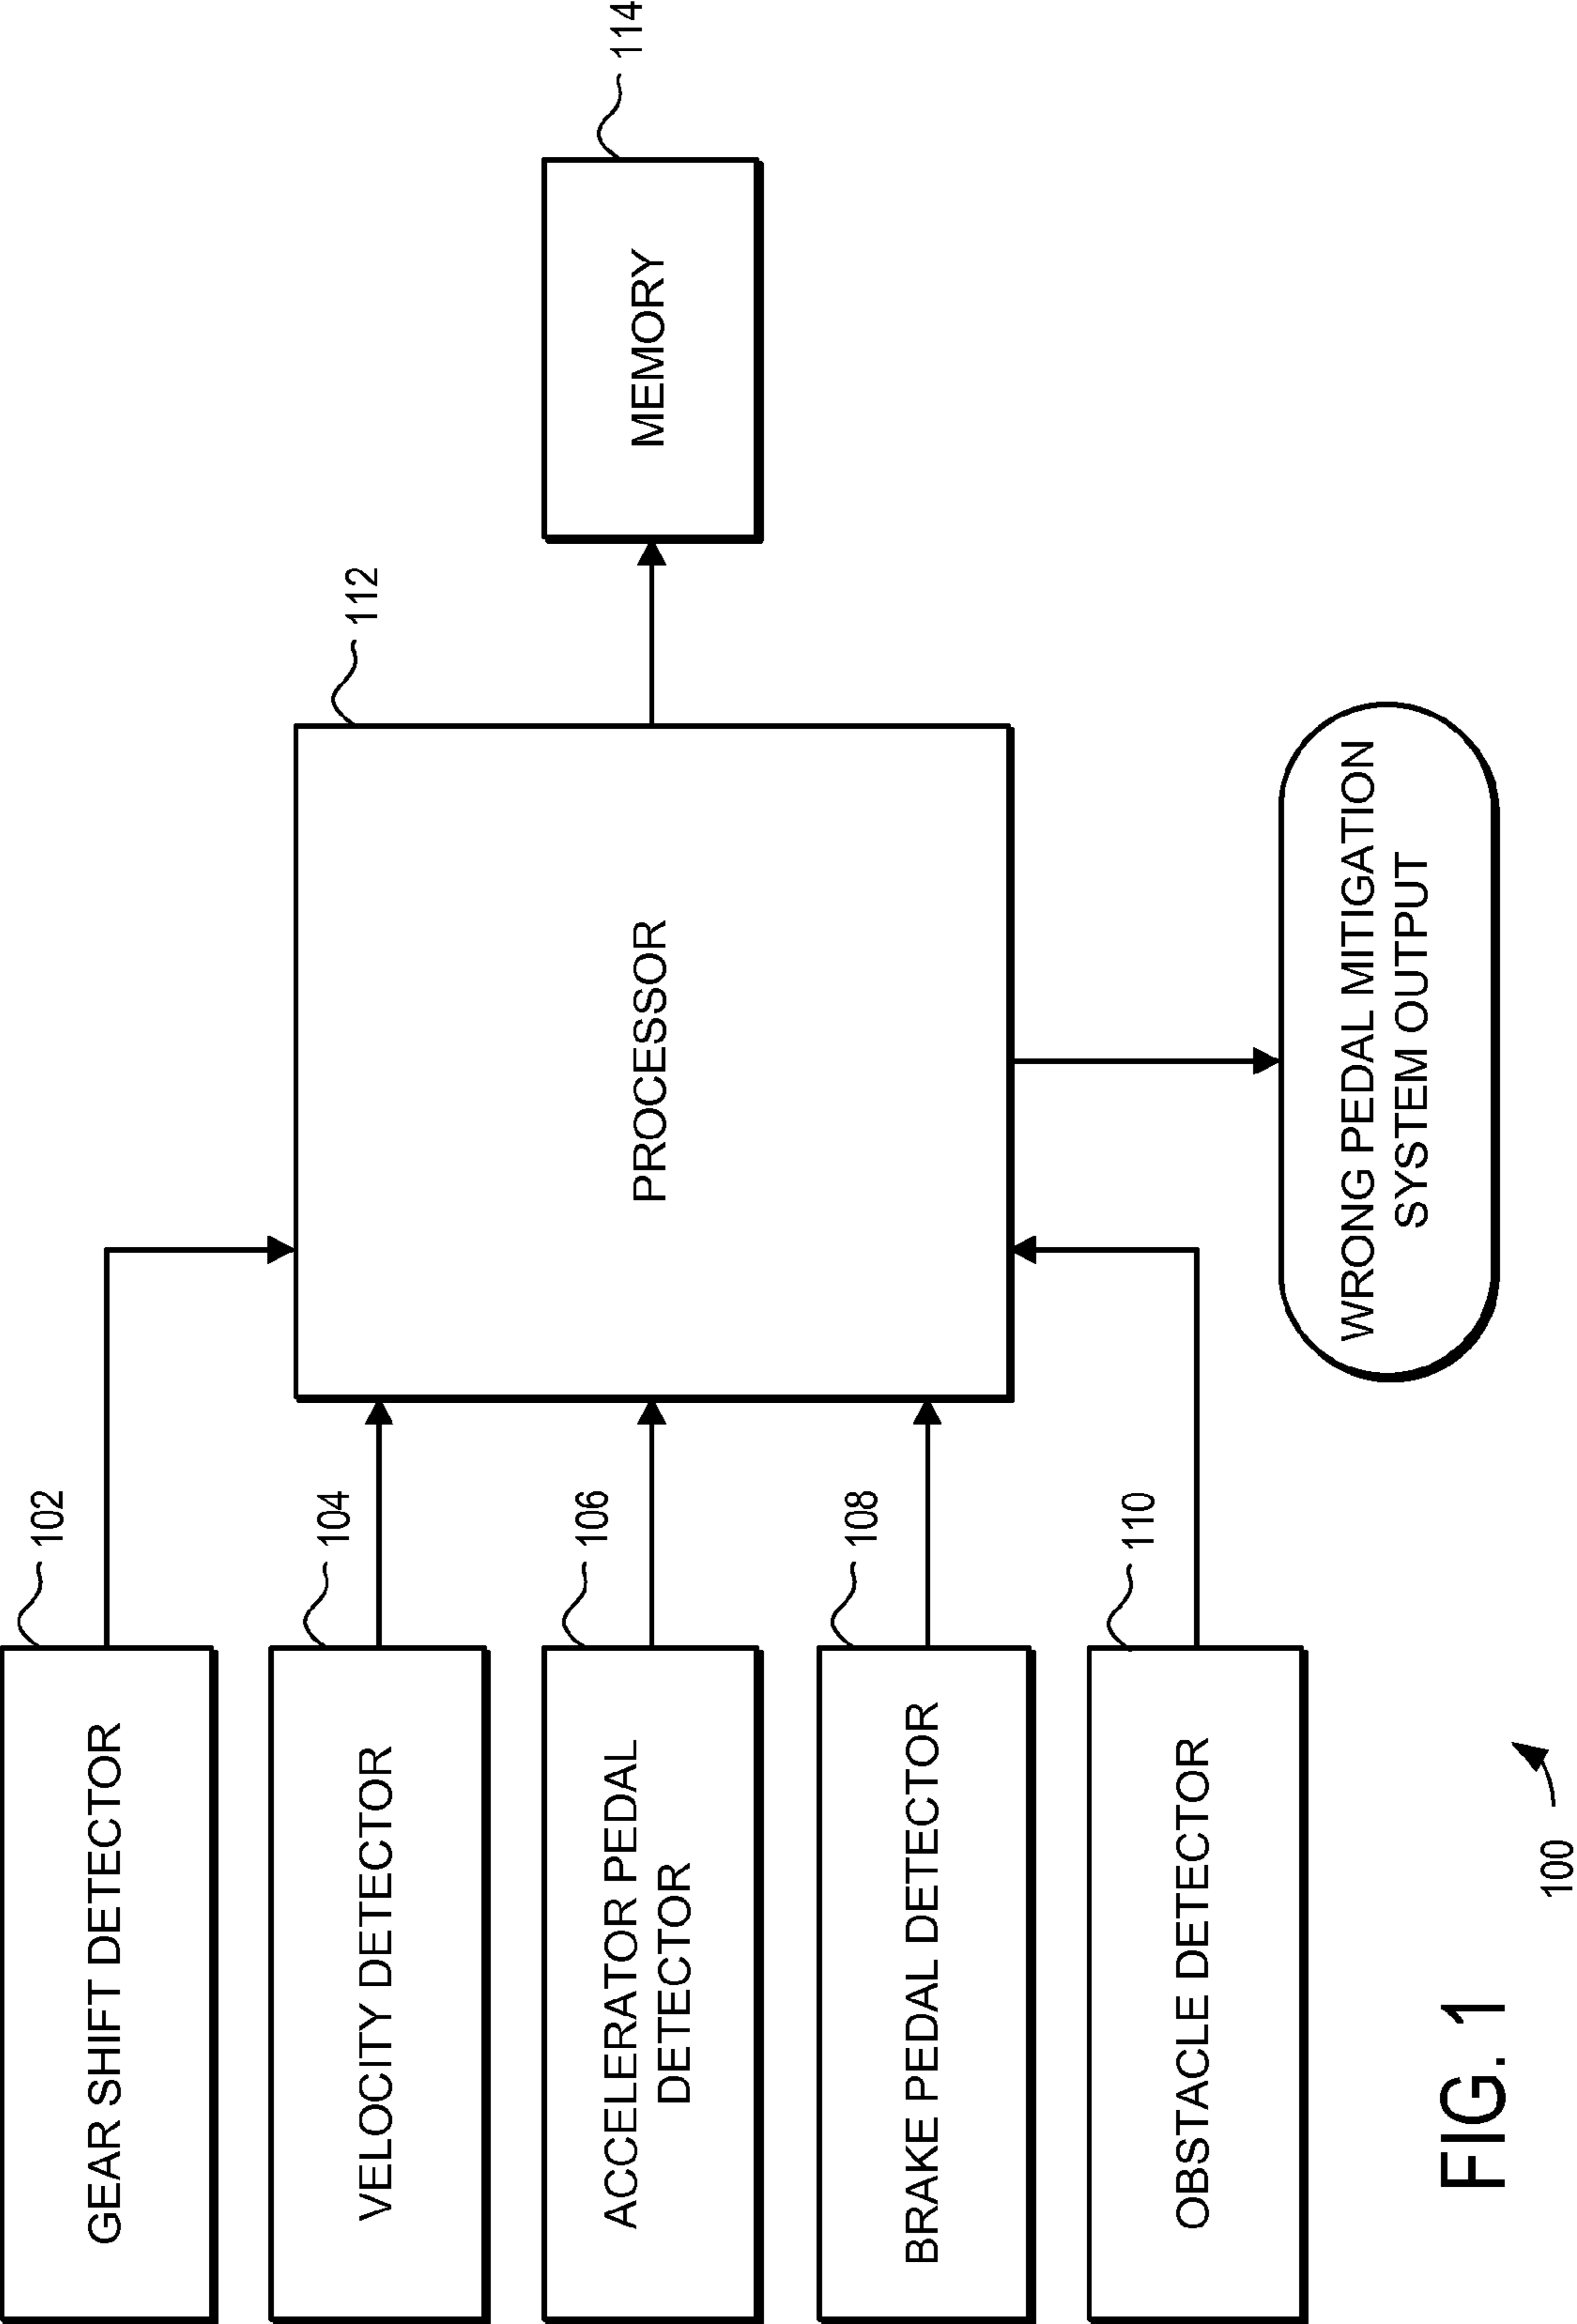 102
GEAR SHIFT DETECTOR
104
VELOCITY DETECTOR
106
ACCELERATOR PEDAL
DETECTOR
108
BRAKE PEDAL DETECTOR
110
OBSTACLE DETECTOR
112
PROCESSOR
114
MEMORY
WRONG PEDAL MITIGATION
SYSTEM OUTPUT
100
FIG. 1